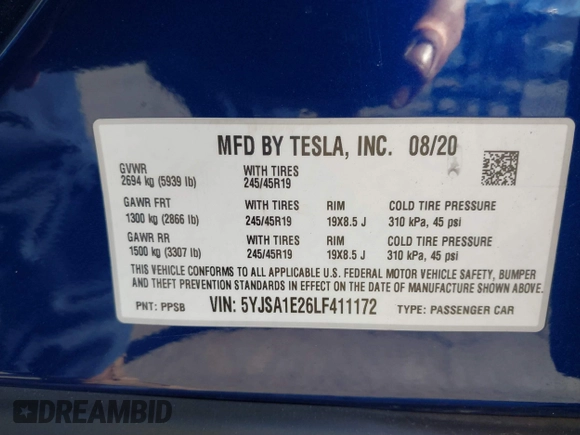 MFD BY TESLA, INC. 08/20
GVWR
2694 kg (5939 lb)
WITH TIRES
245/45R19
GAWR FRT
1300 kg (2866 lb)
WITH TIRES
245/45R19
RIM
19X8.5 J
COLD TIRE PRESSURE
310 kPa, 45 psi
GAWR RR
1500 kg (3307 lb)
WITH TIRES
245/45R19
RIM
19X8.5 J
COLD TIRE PRESSURE
310 kPa, 45 psi
THIS VEHICLE CONFORMS TO ALL APPLICABLE U.S. FEDERAL MOTOR VEHICLE SAFETY, BUMPER
AND THEFT PREVENTION STANDARDS IN EFFECT ON THE DATE OF MANUFACTURE SHOWN ABOVE.
PNT: PPSB VIN: 5YJSA1E26LF411172 TYPE: PASSENGER CAR
DREAMBID